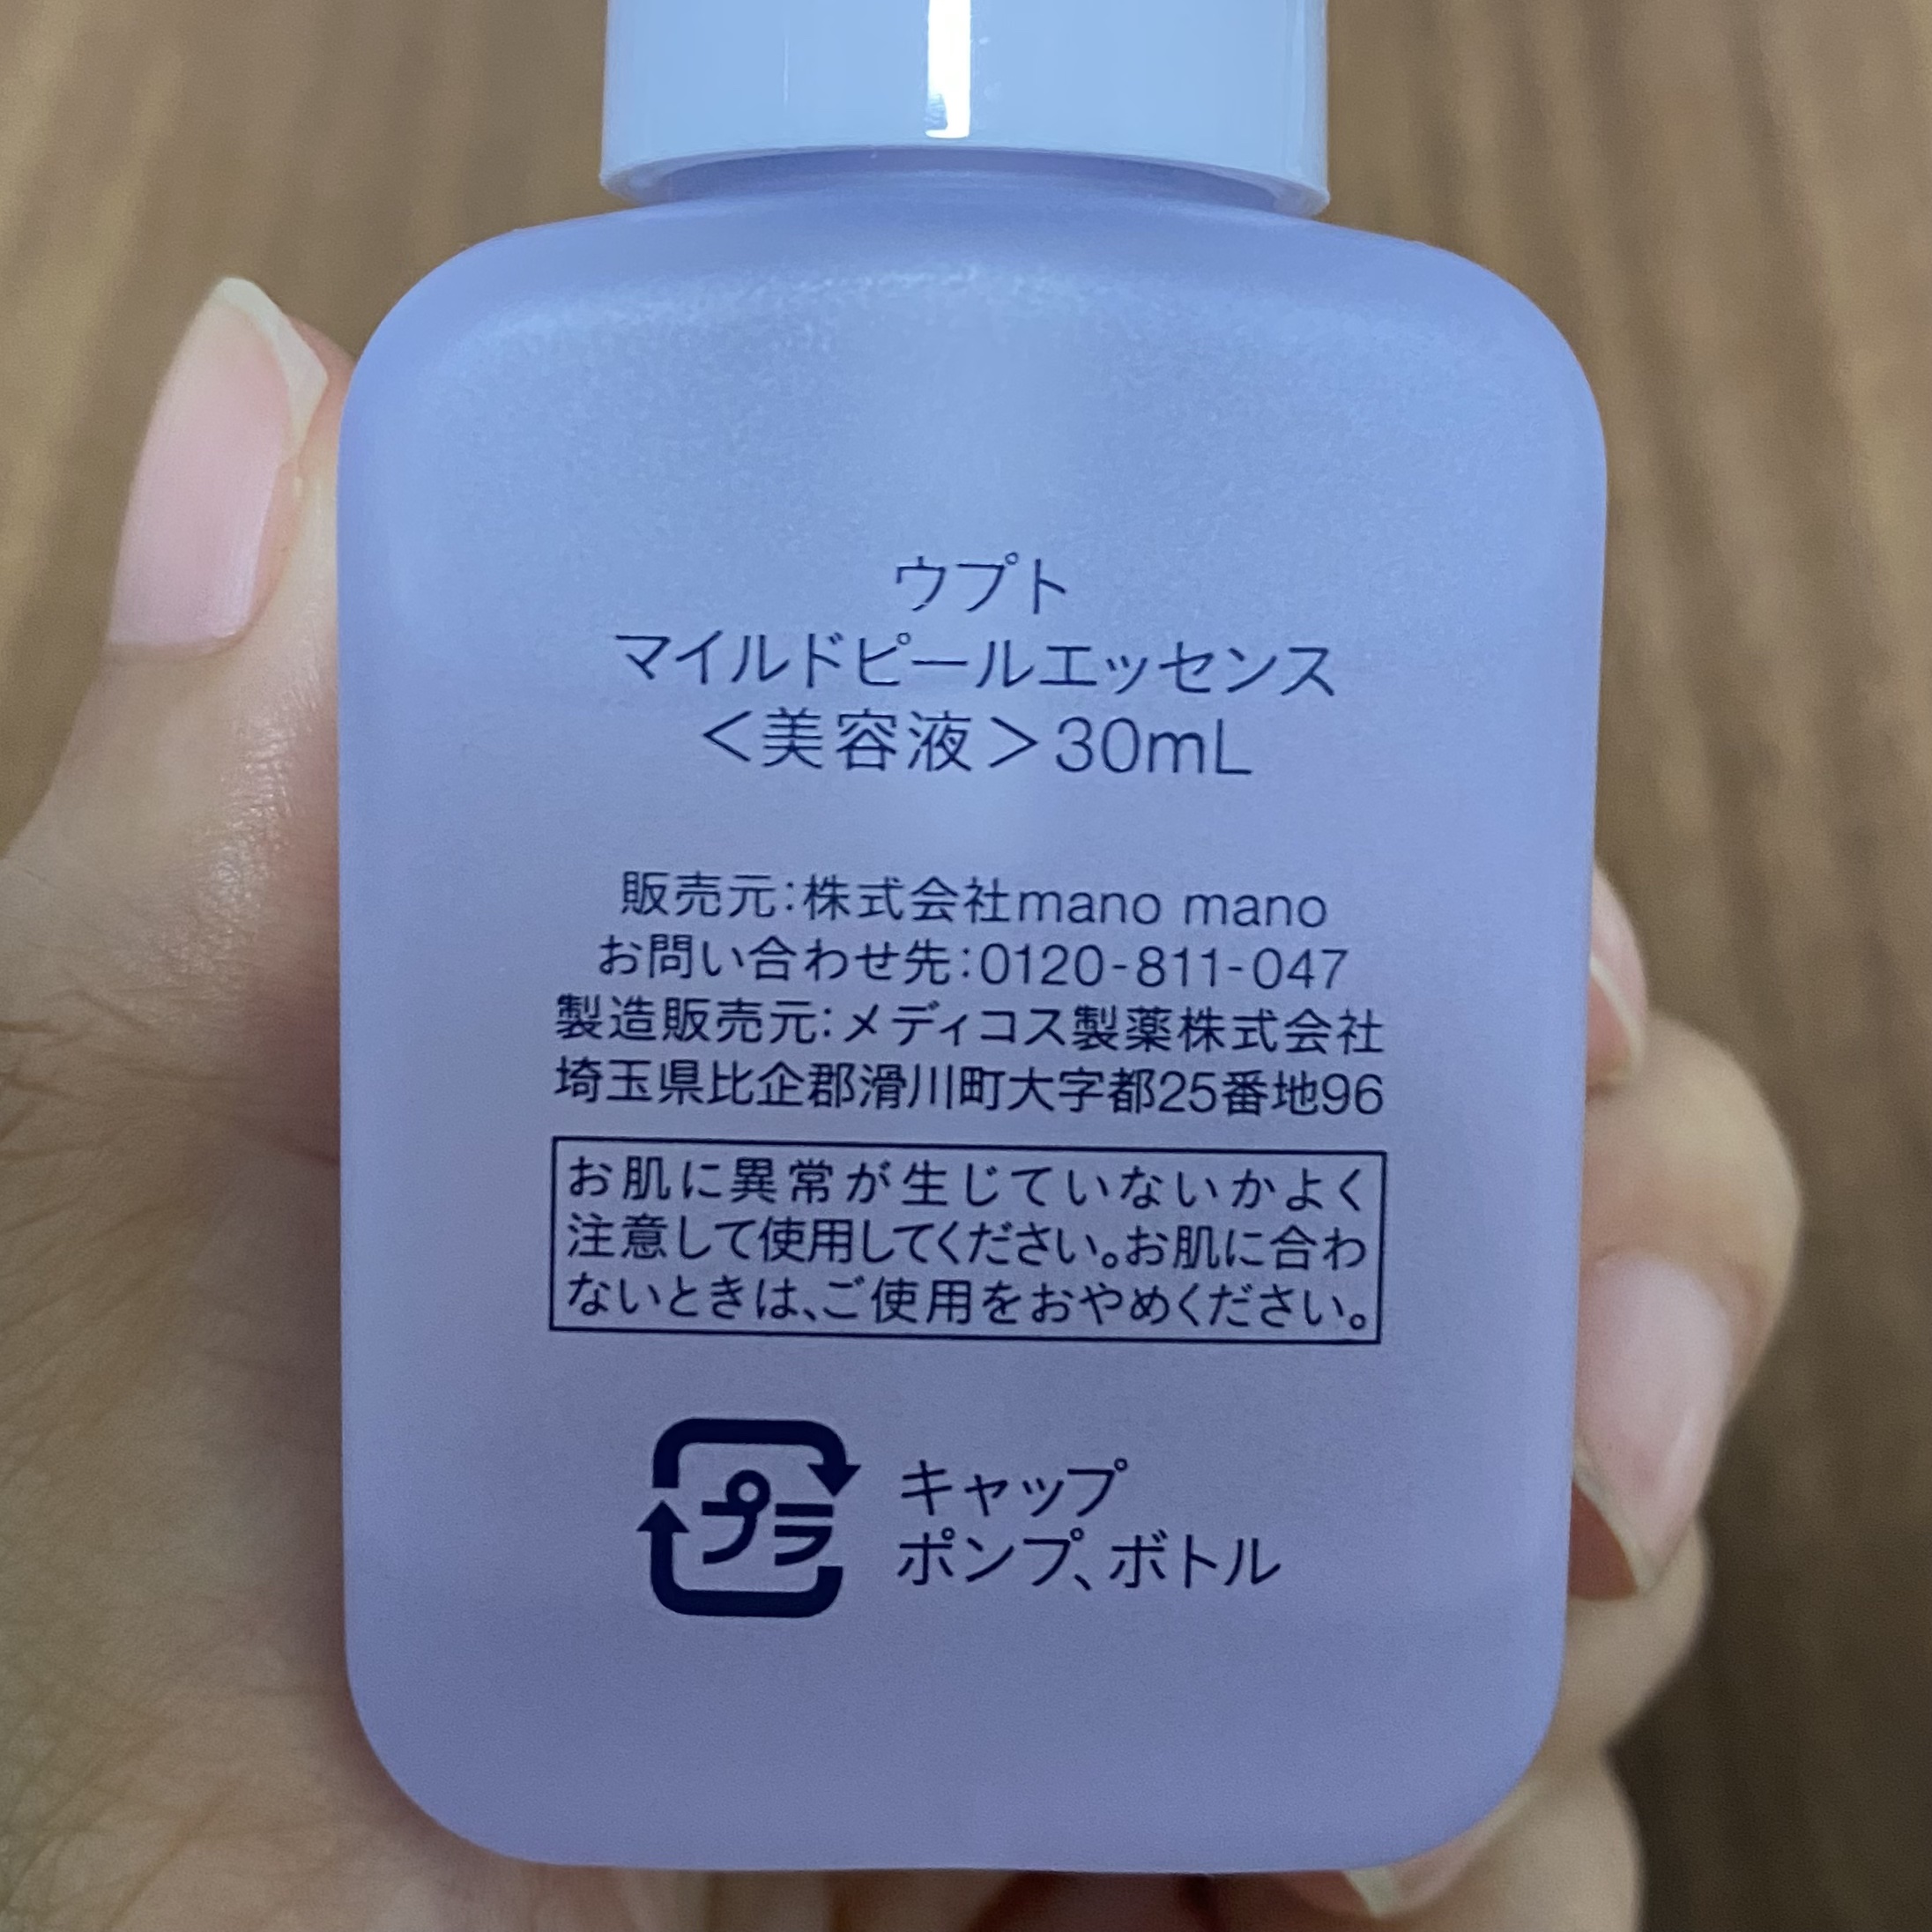 ウプト
マイルドピールエッセンス
＜美容液＞30mL
販売元：株式会社mano mano
お問い合わせ先：0120-811-047
製造販売元：メディコス製薬株式会社
埼玉県比企郡滑川町大字都25番地96
お肌に異常が生じていないかよく
注意して使用してください。お肌に合わ
ないときは、ご使用をおやめください。
プラ
キャップ
ポンプ、ボトル